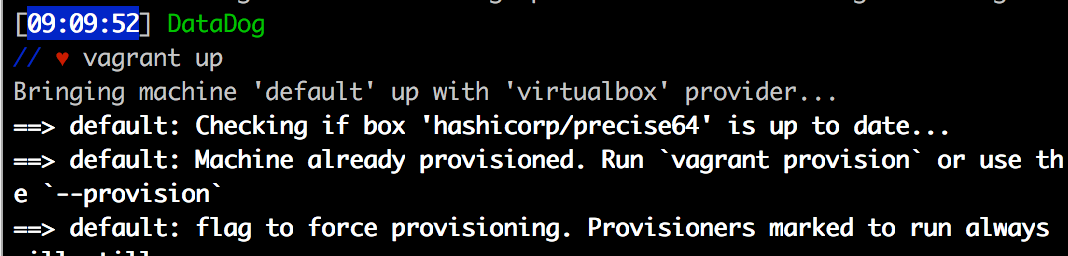 [09:09:52] DataDog
// ♥ vagrant up
Bringing machine 'default' up with 'virtualbox' provider...
==> default: Checking if box 'hashicorp/precise64' is up to date...
==> default: Machine already provisioned. Run `vagrant provision` or use th
e `--provision`
==> default: flag to force provisioning. Provisioners marked to run always